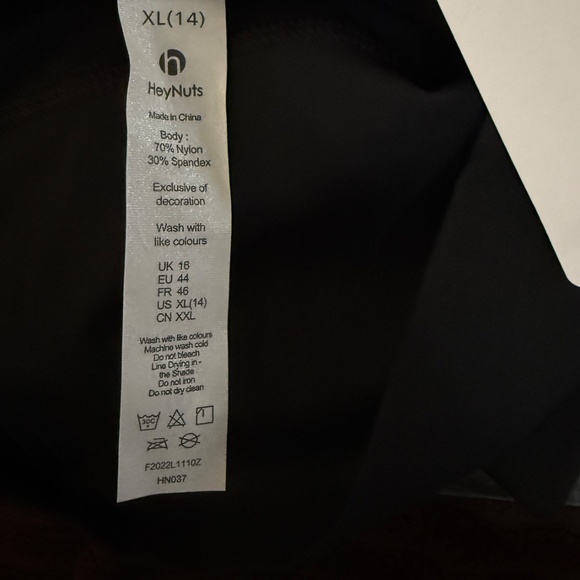 XL(14)
h
HeyNuts
Made in China
Body :
70% Nylon
30% Spandex
Exclusive of
decoration
Wash with
like colours
UK 16
EU 44
FR 46
US XL(14)
CN XXL
Wash with like colours
Machine wash cold
Do not bleach
Line Drying in -
the Shade
Do not iron
Do not dry clean
30C
F2022L1110Z
HN037